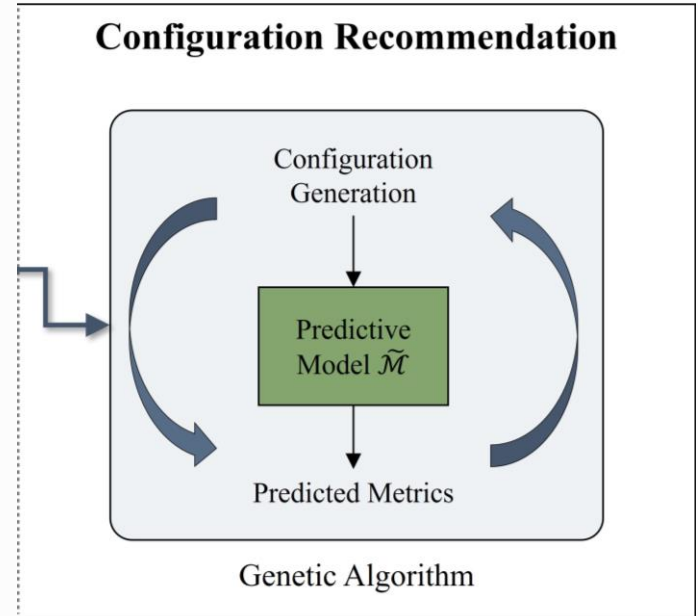 Configuration Recommendation
Configuration
Generation
Predictive
Model M̃
Predicted Metrics
Genetic Algorithm